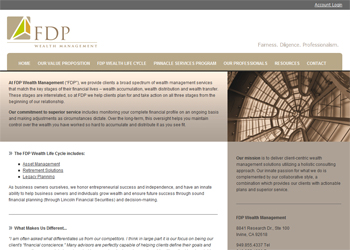 Account Login
FDP
WEALTH MANAGEMENT
Fairness. Diligence. Professionalism.
HOME OUR VALUE PROPOSITION FDP WEALTH LIFE CYCLE PINNACLE SERVICES PROGRAM OUR PROFESSIONALS RESOURCES CONTACT
At FDP Wealth Management ("FDP"), we provide clients a broad spectrum of wealth management services
that match the key stages of their financial lives – wealth accumulation, wealth distribution and wealth transfer.
These stages are interrelated, so at FDP we help clients plan for and take action on all three stages from the
beginning of our relationship.
Our commitment to superior service includes monitoring your complete financial profile on an ongoing basis
and making adjustments as circumstances dictate. Over the long-term, this oversight helps you maintain
control over the wealth you have worked so hard to accumulate and distribute it as you see fit.
The FDP Wealth Life Cycle includes:
Asset Management
Retirement Solutions
Legacy Planning
As business owners ourselves, we honor entrepreneurial success and independence, and have an innate
ability to help business owners and individuals grow wealth and ensure future success through sound
financial planning (through Lincoln Financial Securities) and decision-making.
What Makes Us Different...
"I am often asked what differentiates us from our competitors. I think in large part it is our focus on being our
client's "financial conscience." Many advisors are perfectly capable of helping clients define their goals and
Our mission is to deliver client-centric wealth
management solutions utilizing a holistic consulting
approach. Our innate passion for what we do is
complemented by our collaborative style, a
combination which provides our clients with actionable
plans and superior service.
FDP Wealth Management
8841 Research Dr., Ste 100
Irvine, CA 92618
949.855.4337 Tel